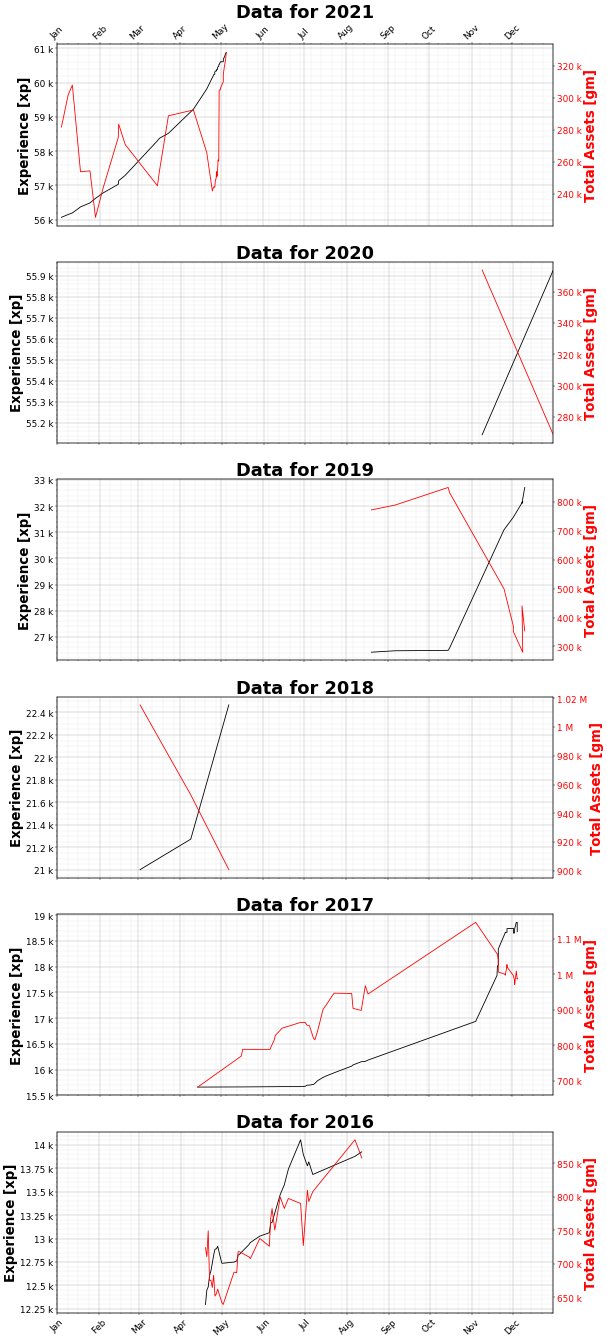 Data for 2021
Jan Feb Mar Apr May Jun Jul Aug Sep Oct Nov Dec
Experience [xp]
61 k
60 k
59 k
58 k
57 k
56 k
320 k
300 k
280 k
260 k
240 k
Total Assets [gm]
Data for 2020
Experience [xp]
55.9 k
55.8 k
55.7 k
55.6 k
55.5 k
55.4 k
55.3 k
55.2 k
360 k
340 k
320 k
300 k
280 k
Total Assets [gm]
Data for 2019
Experience [xp]
33 k
32 k
31 k
30 k
29 k
28 k
27 k
800 k
700 k
600 k
500 k
400 k
300 k
Total Assets [gm]
Data for 2018
Experience [xp]
22.4 k
22.2 k
22 k
21.8 k
21.6 k
21.4 k
21.2 k
21 k
1.02 M
1 M
980 k
960 k
940 k
920 k
900 k
Total Assets [gm]
Data for 2017
Experience [xp]
19 k
18.5 k
18 k
17.5 k
17 k
16.5 k
16 k
15.5 k
1.1 M
1 M
900 k
800 k
700 k
Total Assets [gm]
Data for 2016
Experience [xp]
14 k
13.75 k
13.5 k
13.25 k
13 k
12.75 k
12.5 k
12.25 k
850 k
800 k
750 k
700 k
650 k
Total Assets [gm]
Jan Feb Mar Apr May Jun Jul Aug Sep Oct Nov Dec